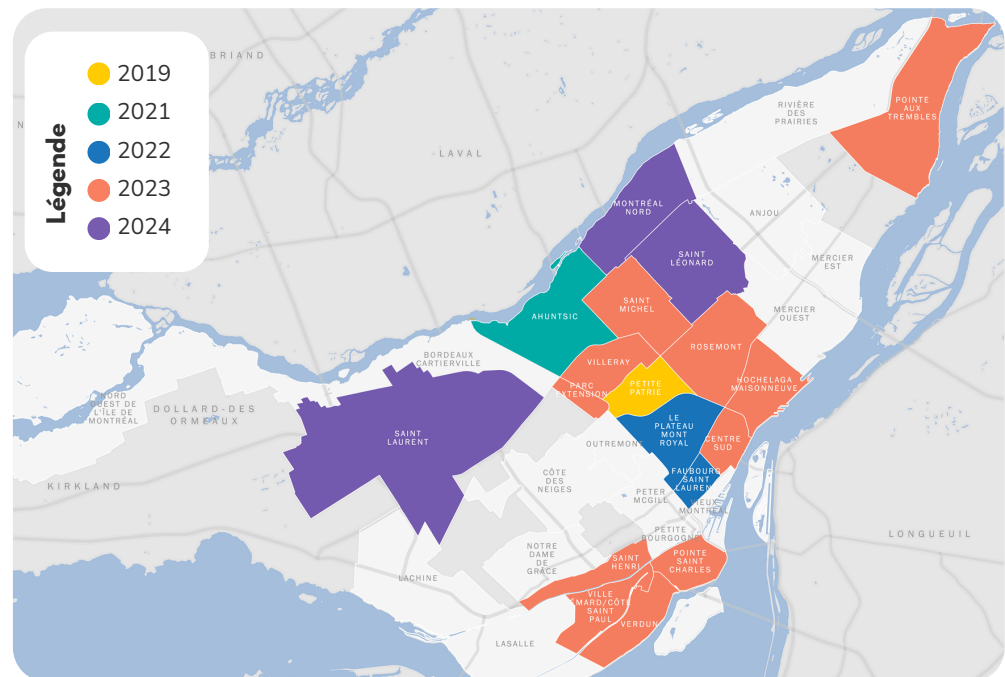 Légende
2019
2021
2022
2023
2024
BRIAND
N
LAVAL
RIVIÈRE
DES
PRAIRIES
POINTE
AUX
TREMBLES
MONTRÉAL
NORD
ANJOU
SAINT
LÉONARD
MERCIER
EST
MERCIER
OUEST
SAINT
MICHEL
AHUNTSIC
ROSEMONT
BORDEAUX
CARTIERVILLE
VILLERAY
PARC
EXTENSION
PETITE
PATRIE
HOCHELAGA
MAISONNEUVE
NORD
OUEST DE
L'ÎLE DE
MONTRÉAL
DOLLARD-DES
ORMEAUX
SAINT
LAURENT
LE
PLATEAU
MONT
ROYAL
CENTRE
SUD
OUTREMONT
FAUBOURG
SAINT
LAURENT
CÔTE
DES
NEIGES
KIRKLAND
PETER
MCGILL
VIEUX
MONTRÉAL
PETITE
BOURGOGNE
LONGUEUIL
NOTRE
DAME
DE
GRÂCE
SAINT
HENRI
POINTE
SAINT
CHARLES
LACHINE
VILLE
ÉMARD/CÔTE
SAINT
PAUL
VERDUN
LASALLE